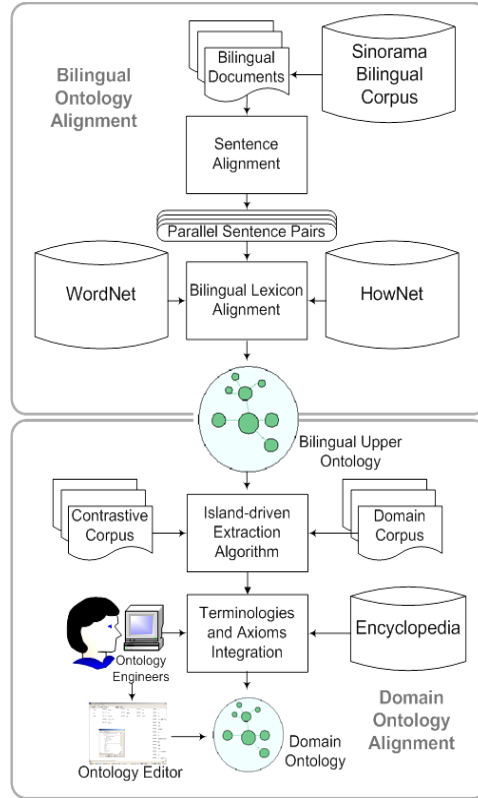 Bilingual
Documents
Sinorama
Bilingual
Corpus
Bilingual
Ontology
Alignment
Sentence
Alignment
Parallel Sentence Pairs
WordNet
Bilingual Lexicon
Alignment
HowNet
Bilingual Upper
Ontology
Contrastive
Corpus
Island-driven
Extraction
Algorithm
Domain
Corpus
Ontology
Engineers
Terminologies
and Axioms
Integration
Encyclopedia
Ontology Editor
Domain
Ontology
Domain
Ontology
Alignment